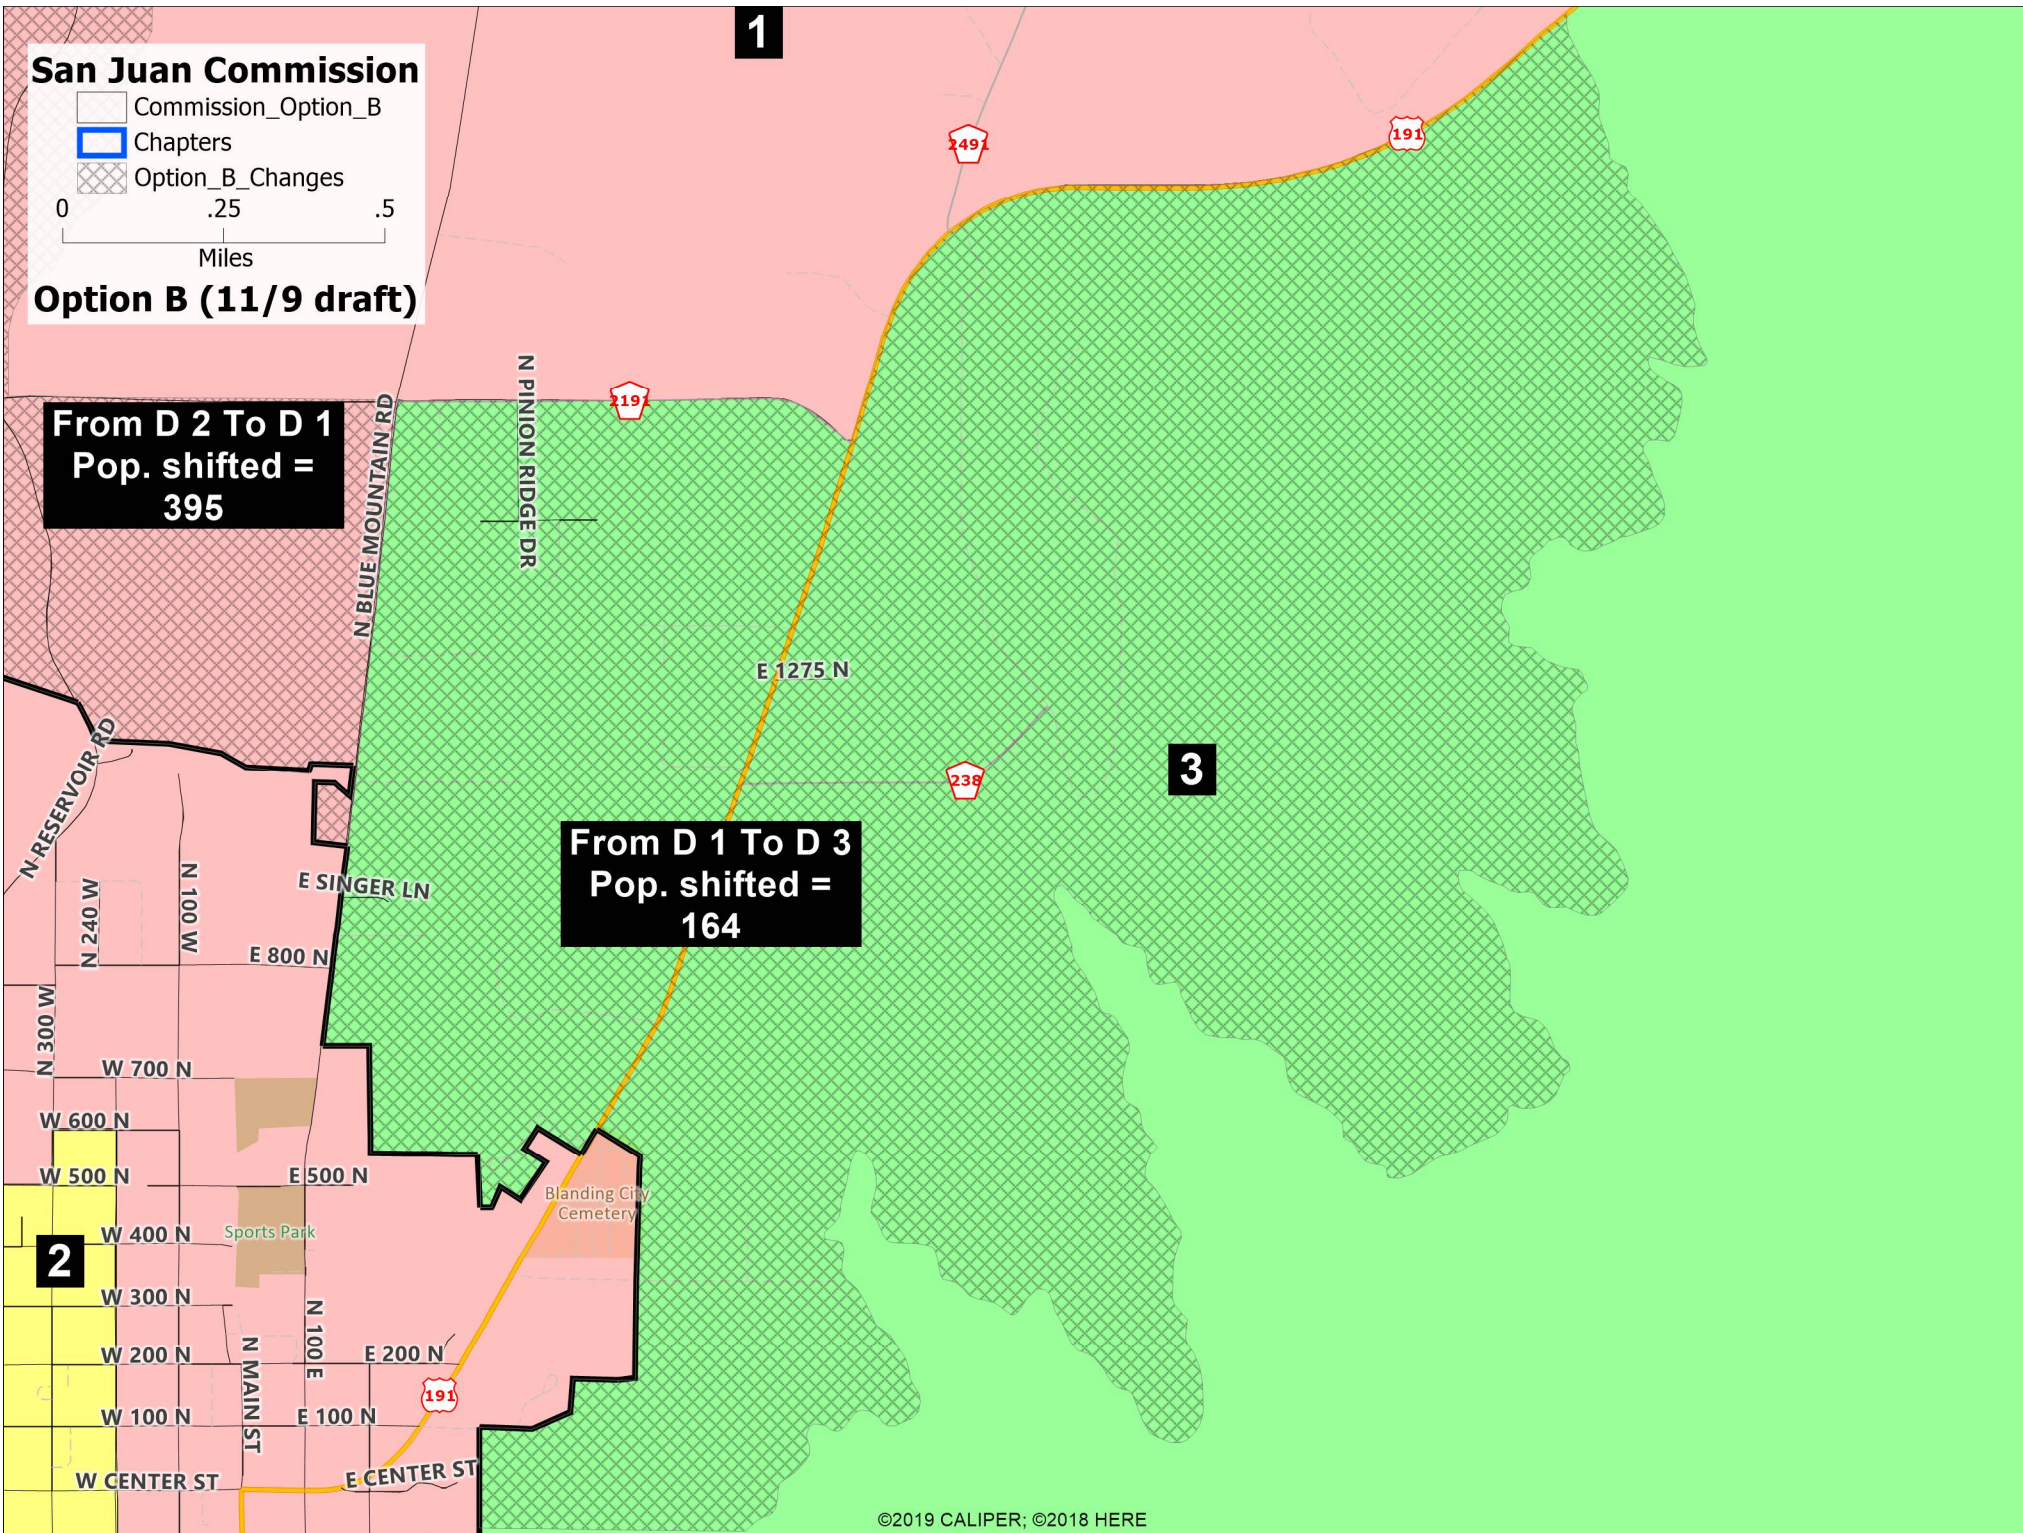 1
San Juan Commission
Commission_Option_B
Chapters
Option_B_Changes
0 .25 .5
Miles
Option B (11/9 draft)
2491
191
N PINION RIDGE DR
2191
From D 2 To D 1
Pop. shifted =
395
N BLUE MOUNTAIN RD
E 1275 N
N RESERVOIR RD
238
3
From D 1 To D 3
Pop. shifted =
164
E SINGER LN
N 240 W
N 100 W
E 800 N
N 300 W
W 700 N
W 600 N
W 500 N
E 500 N
Blanding City
Cemetery
Sports Park
W 400 N
2
W 300 N
N 100 E
N MAIN ST
W 200 N
E 200 N
191
W 100 N
E 100 N
W CENTER ST
E CENTER ST
©2019 CALIPER; ©2018 HERE